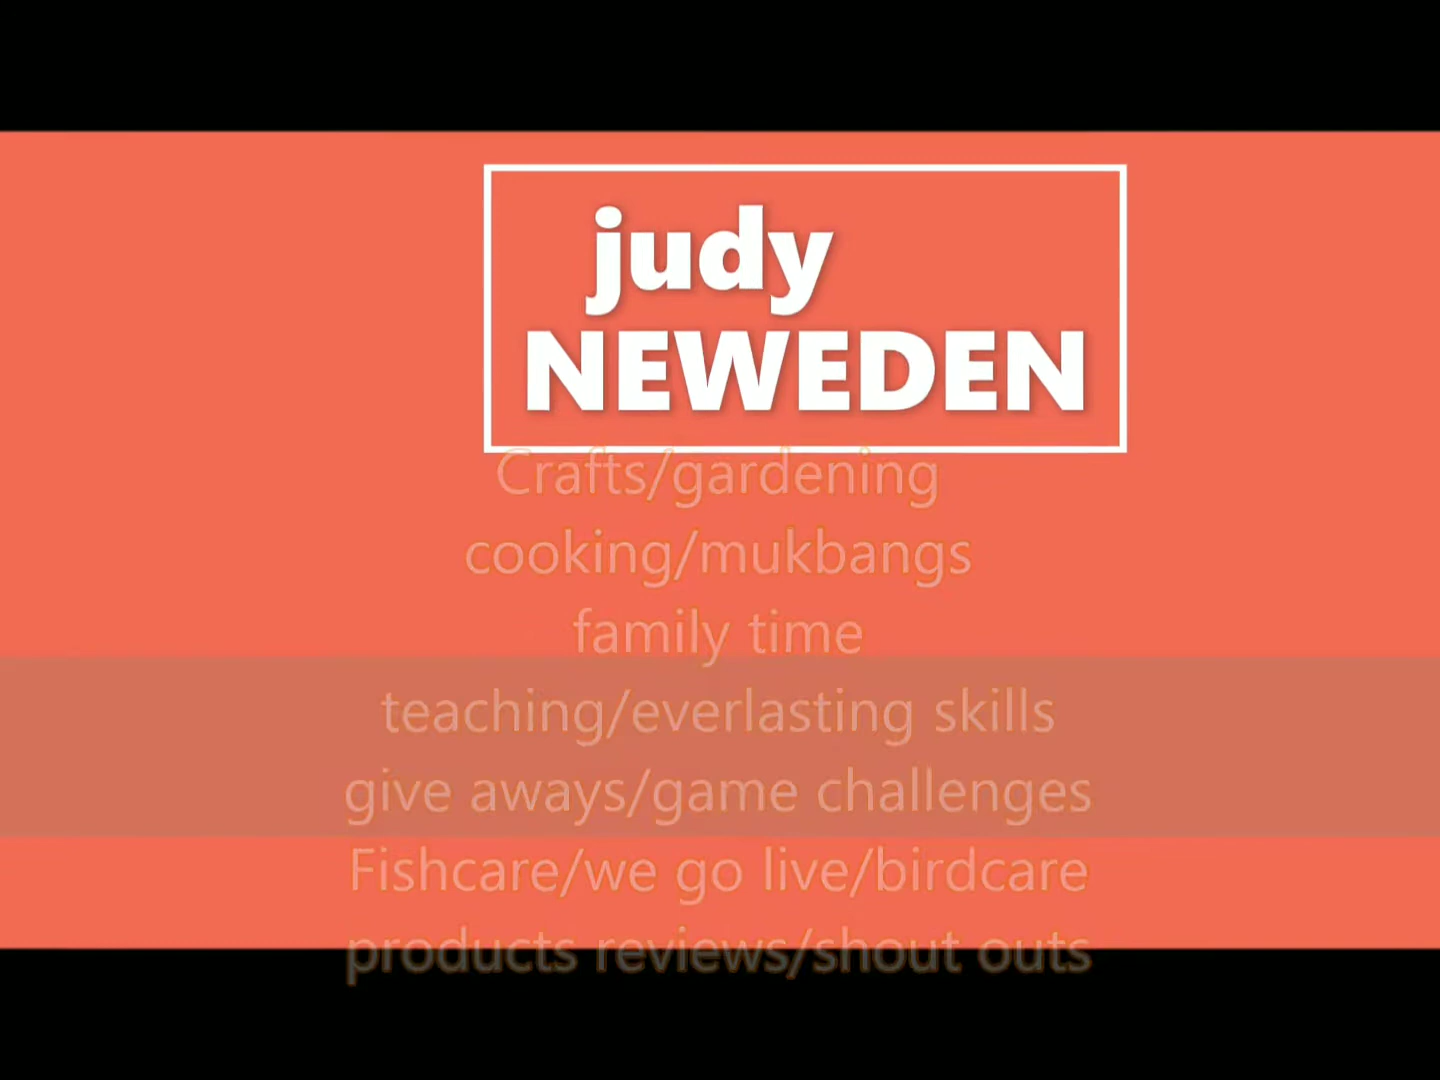 judy
NEWEDEN
Crafts/gardening
cooking/mukbangs
family time
teaching/everlasting skills
give aways/game challenges
Fishcare/we go live/birdcare
products reviews/shout outs